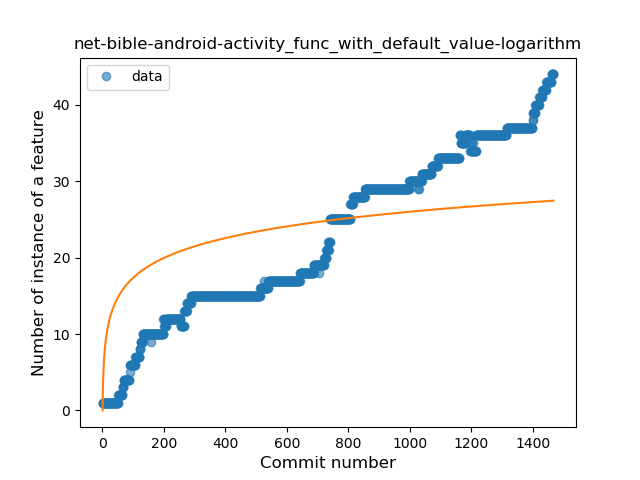 net-bible-android-activity_func_with_default_value-logarithm
data
Number of instance of a feature
40
30
20
10
0
0 200 400 600 800 1000 1200 1400
Commit number